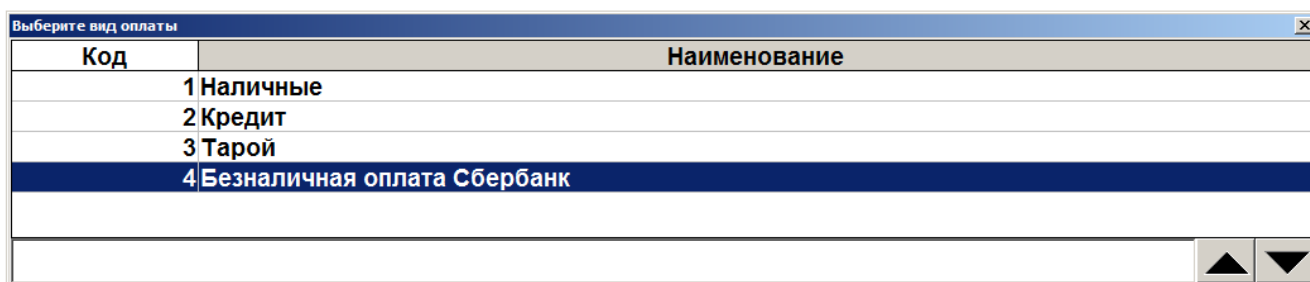 Выберите вид оплаты
Код Наименование
1 Наличные
2 Кредит
3 Тарой
4 Безналичная оплата Сбербанк